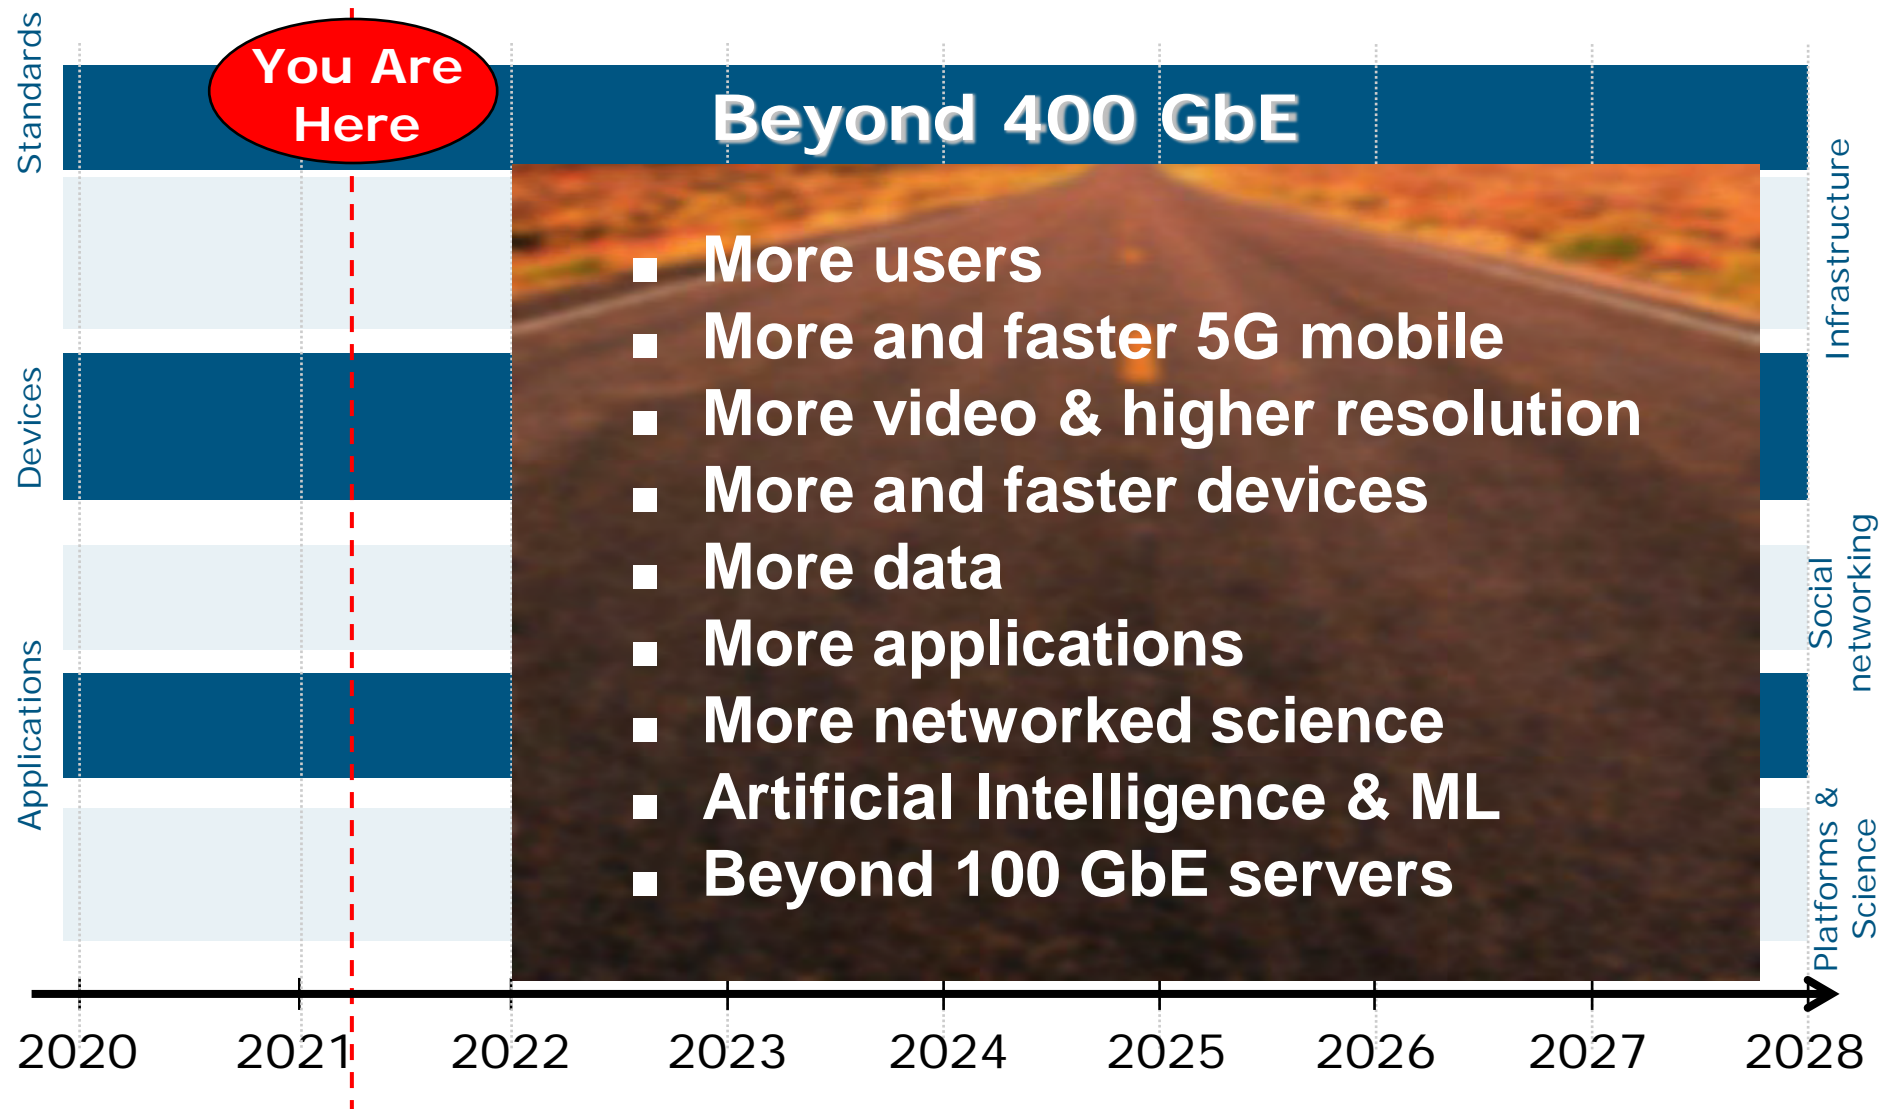 Standards
You Are
Here
Beyond 400 GbE
Infrastructure
Devices
Social
networking
Applications
Platforms &
Science
■ More users
■ More and faster 5G mobile
■ More video & higher resolution
■ More and faster devices
■ More data
■ More applications
■ More networked science
■ Artificial Intelligence & ML
■ Beyond 100 GbE servers
2020 2021 2022 2023 2024 2025 2026 2027 2028